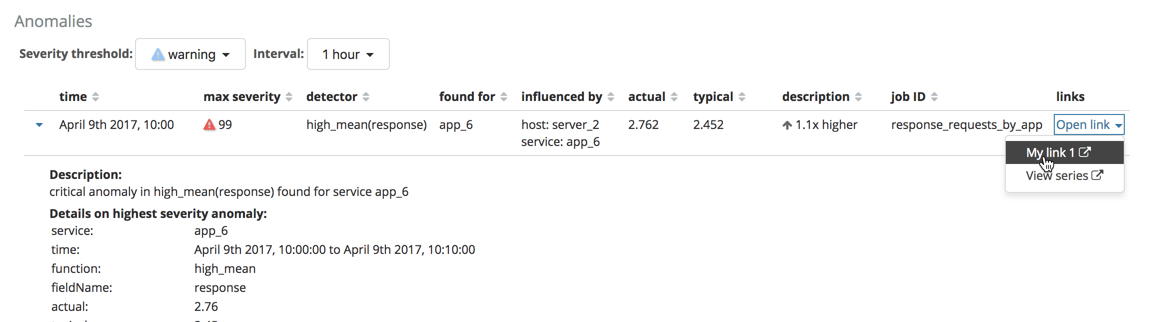 Anomalies
Severity threshold: warning Interval: 1 hour
time max severity detector found for influenced by actual typical description job ID links
April 9th 2017, 10:00 99 high_mean(response) app_6 host: server_2 2.762 2.452 1.1x higher response_requests_by_app Open link
service: app_6
My link 1
View series
Description:
critical anomaly in high_mean(response) found for service app_6
Details on highest severity anomaly:
service: app_6
time: April 9th 2017, 10:00:00 to April 9th 2017, 10:10:00
function: high_mean
fieldName: response
actual: 2.76